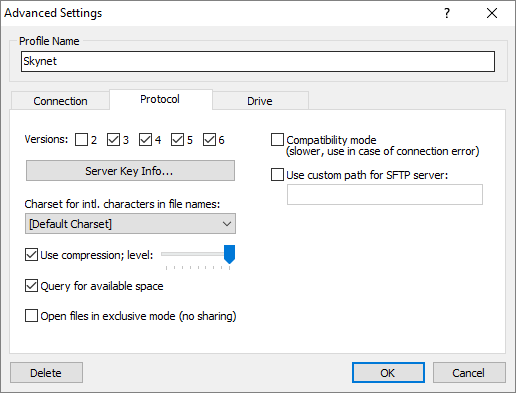 Advanced Settings
?
Profile Name
Skynet
Connection Protocol Drive
Versions: 2 3 4 5 6
Server Key Info...
Charset for intl. characters in file names:
[Default Charset]
Use compression; level:
Query for available space
Open files in exclusive mode (no sharing)
Compatibility mode
(slower, use in case of connection error)
Use custom path for SFTP server:
Delete OK Cancel